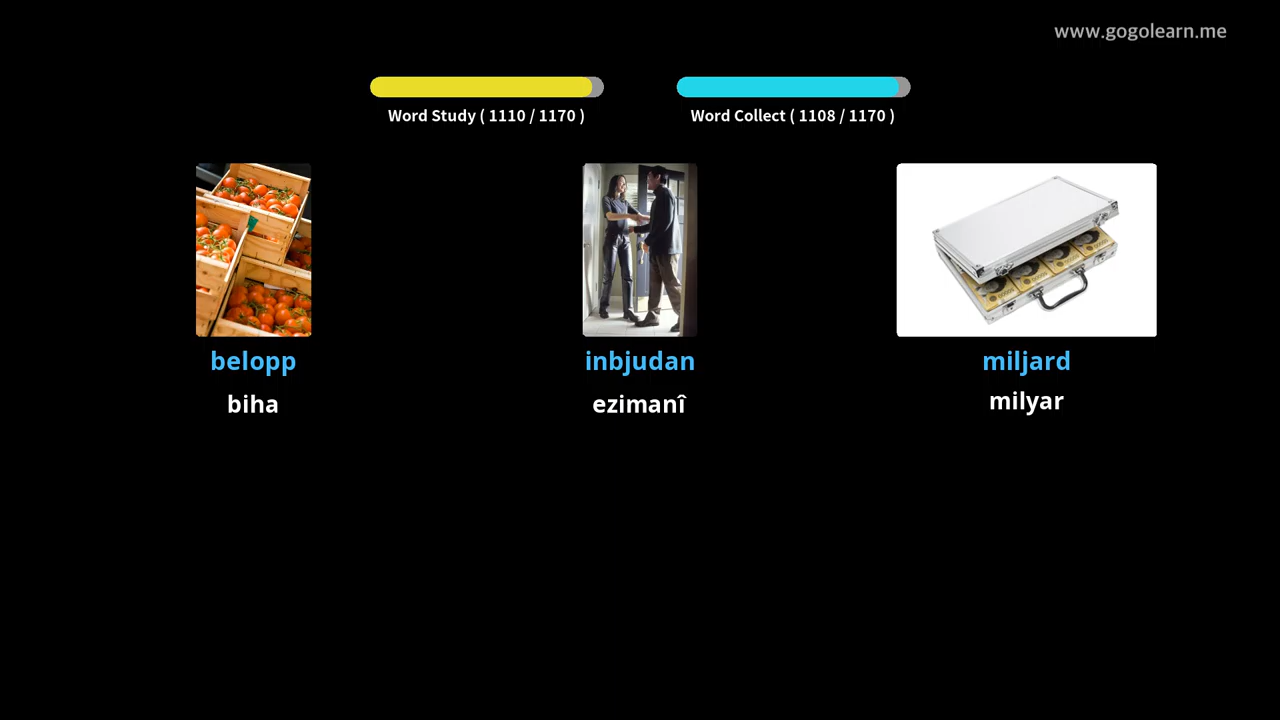 www.gogolearn.me
Word Study ( 1110 / 1170 )
Word Collect ( 1108 / 1170 )
belopp
inbjudan
miljard
biha
ezimanî
milyar